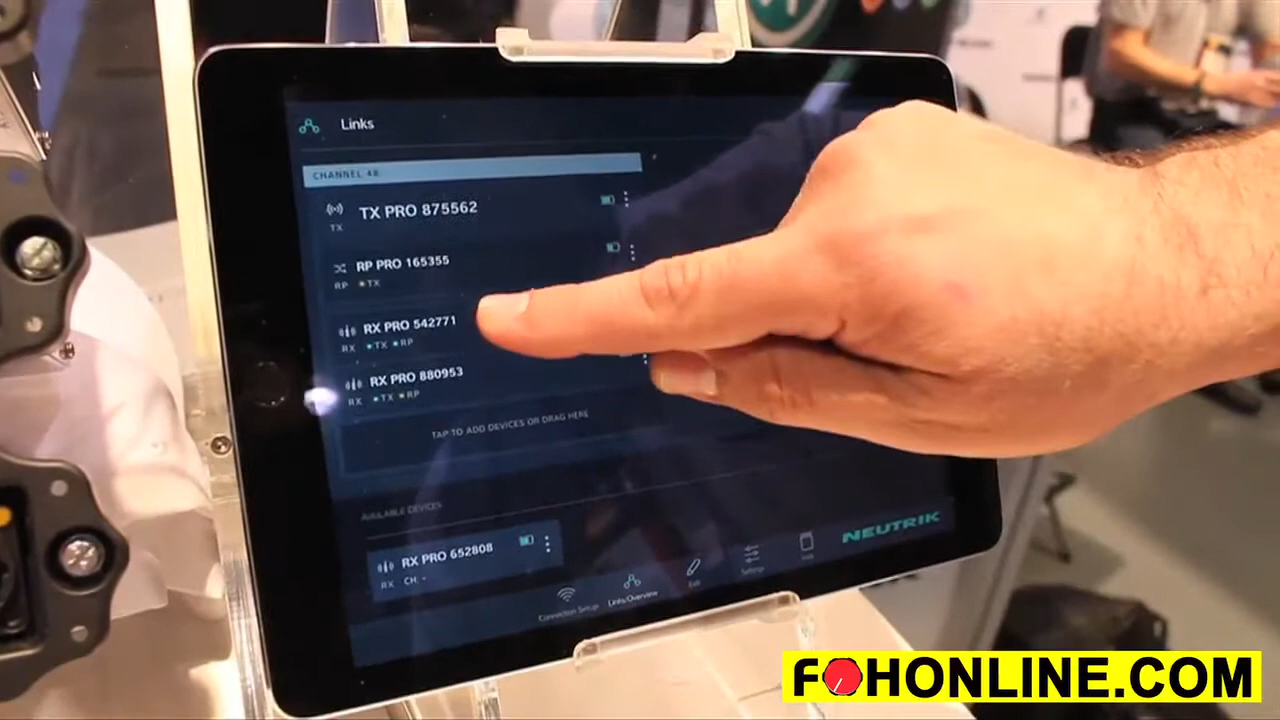 Links
CHANNEL 48
TX PRO 875562
TX
RP PRO 165355
RP TX
RX PRO 542771
RX TX RP
RX PRO 880953
RX TX RP
TAP TO ADD DEVICES OR DRAG HERE
AVAILABLE DEVICES
RX PRO 652808
RX CH. -
Connection Setup
Links/Overview
Edit
Settings
NEUTRIK
FOHONLINE.COM